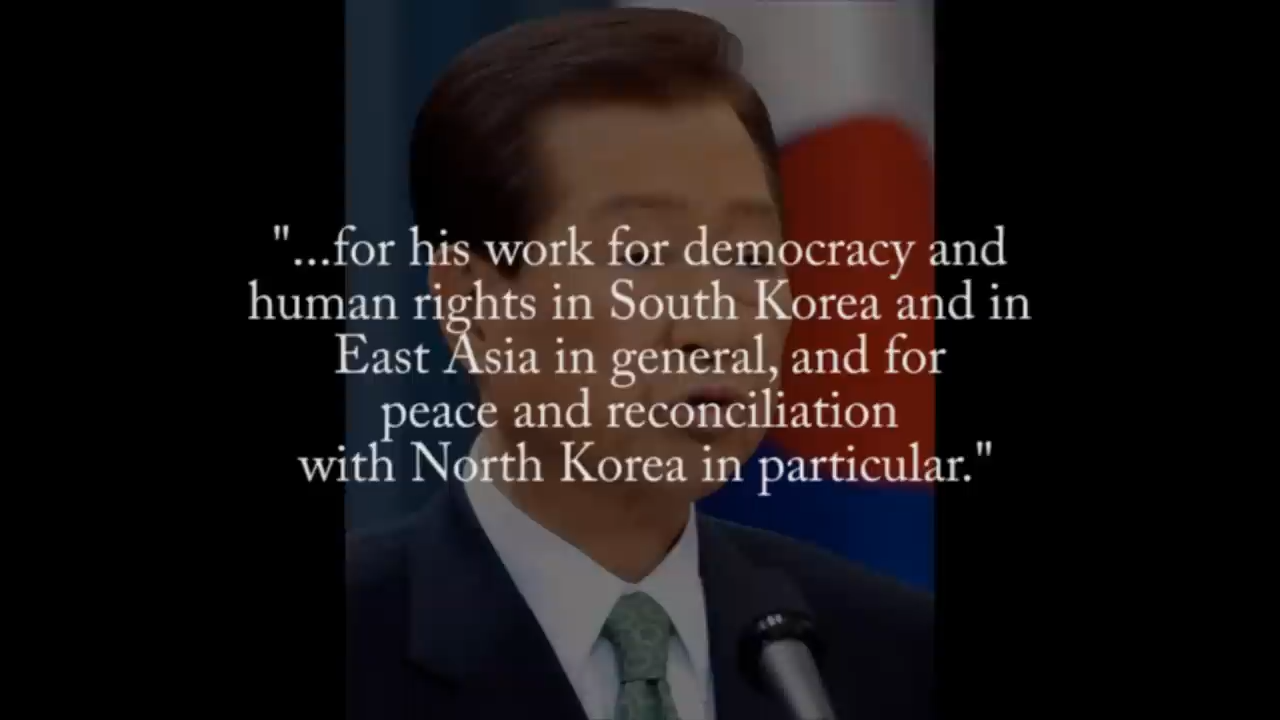 "...for his work for democracy and
human rights in South Korea and in
East Asia in general, and for
peace and reconciliation
with North Korea in particular."